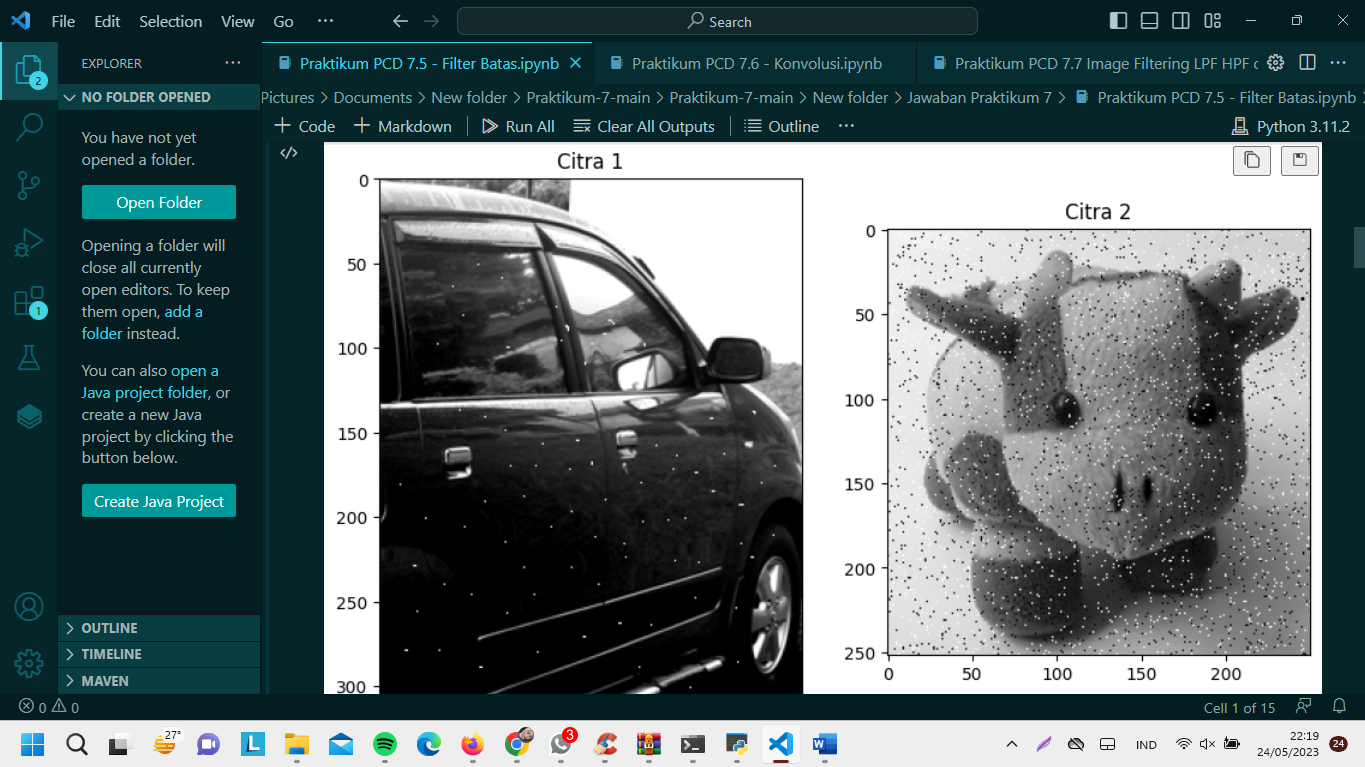 File Edit Selection View Go ··· Search
EXPLORER ···
2
1
NO FOLDER OPENED
You have not yet
opened a folder.
Open Folder
Opening a folder will
close all currently
open editors. To keep
them open, add a
folder instead.
You can also open a
Java project folder, or
create a new Java
project by clicking the
button below.
Create Java Project
OUTLINE
TIMELINE
MAVEN
Praktikum PCD 7.5 - Filter Batas.ipynb Praktikum PCD 7.6 - Konvolusi.ipynb Praktikum PCD 7.7 Image Filtering LPF HPF ···
Pictures > Documents > New folder > Praktikum-7-main > Praktikum-7-main > New folder > Jawaban Praktikum 7 > Praktikum PCD 7.5 - Filter Batas.ipynb >
+ Code + Markdown Run All Clear All Outputs Outline ··· Python 3.11.2
Citra 1
0
50
100
150
200
250
300
Citra 2
0
50
100
150
200
250
0 50 100 150 200
0 0 Cell 1 of 15
27° L 3 W IND 22:19
24/05/2023 24